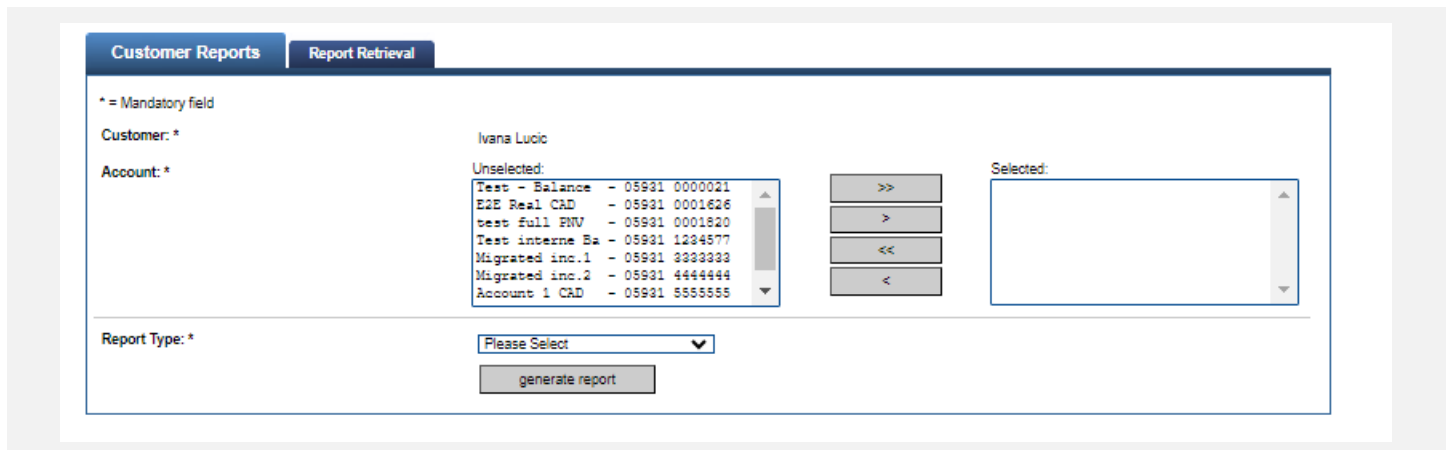 Customer Reports
Report Retrieval
* = Mandatory field
Customer: *
Ivana Lucic
Account: *
Unselected:
Test - Balance - 05931 0000021
E2E Real CAD - 05931 0001626
test full PNV - 05931 0001820
Test interne Ba - 05931 1234577
Migrated inc.1 - 05931 3333333
Migrated inc.2 - 05931 4444444
Account 1 CAD - 05931 5555555
>>
>
<<
<
Selected:
Report Type: *
Please Select
generate report